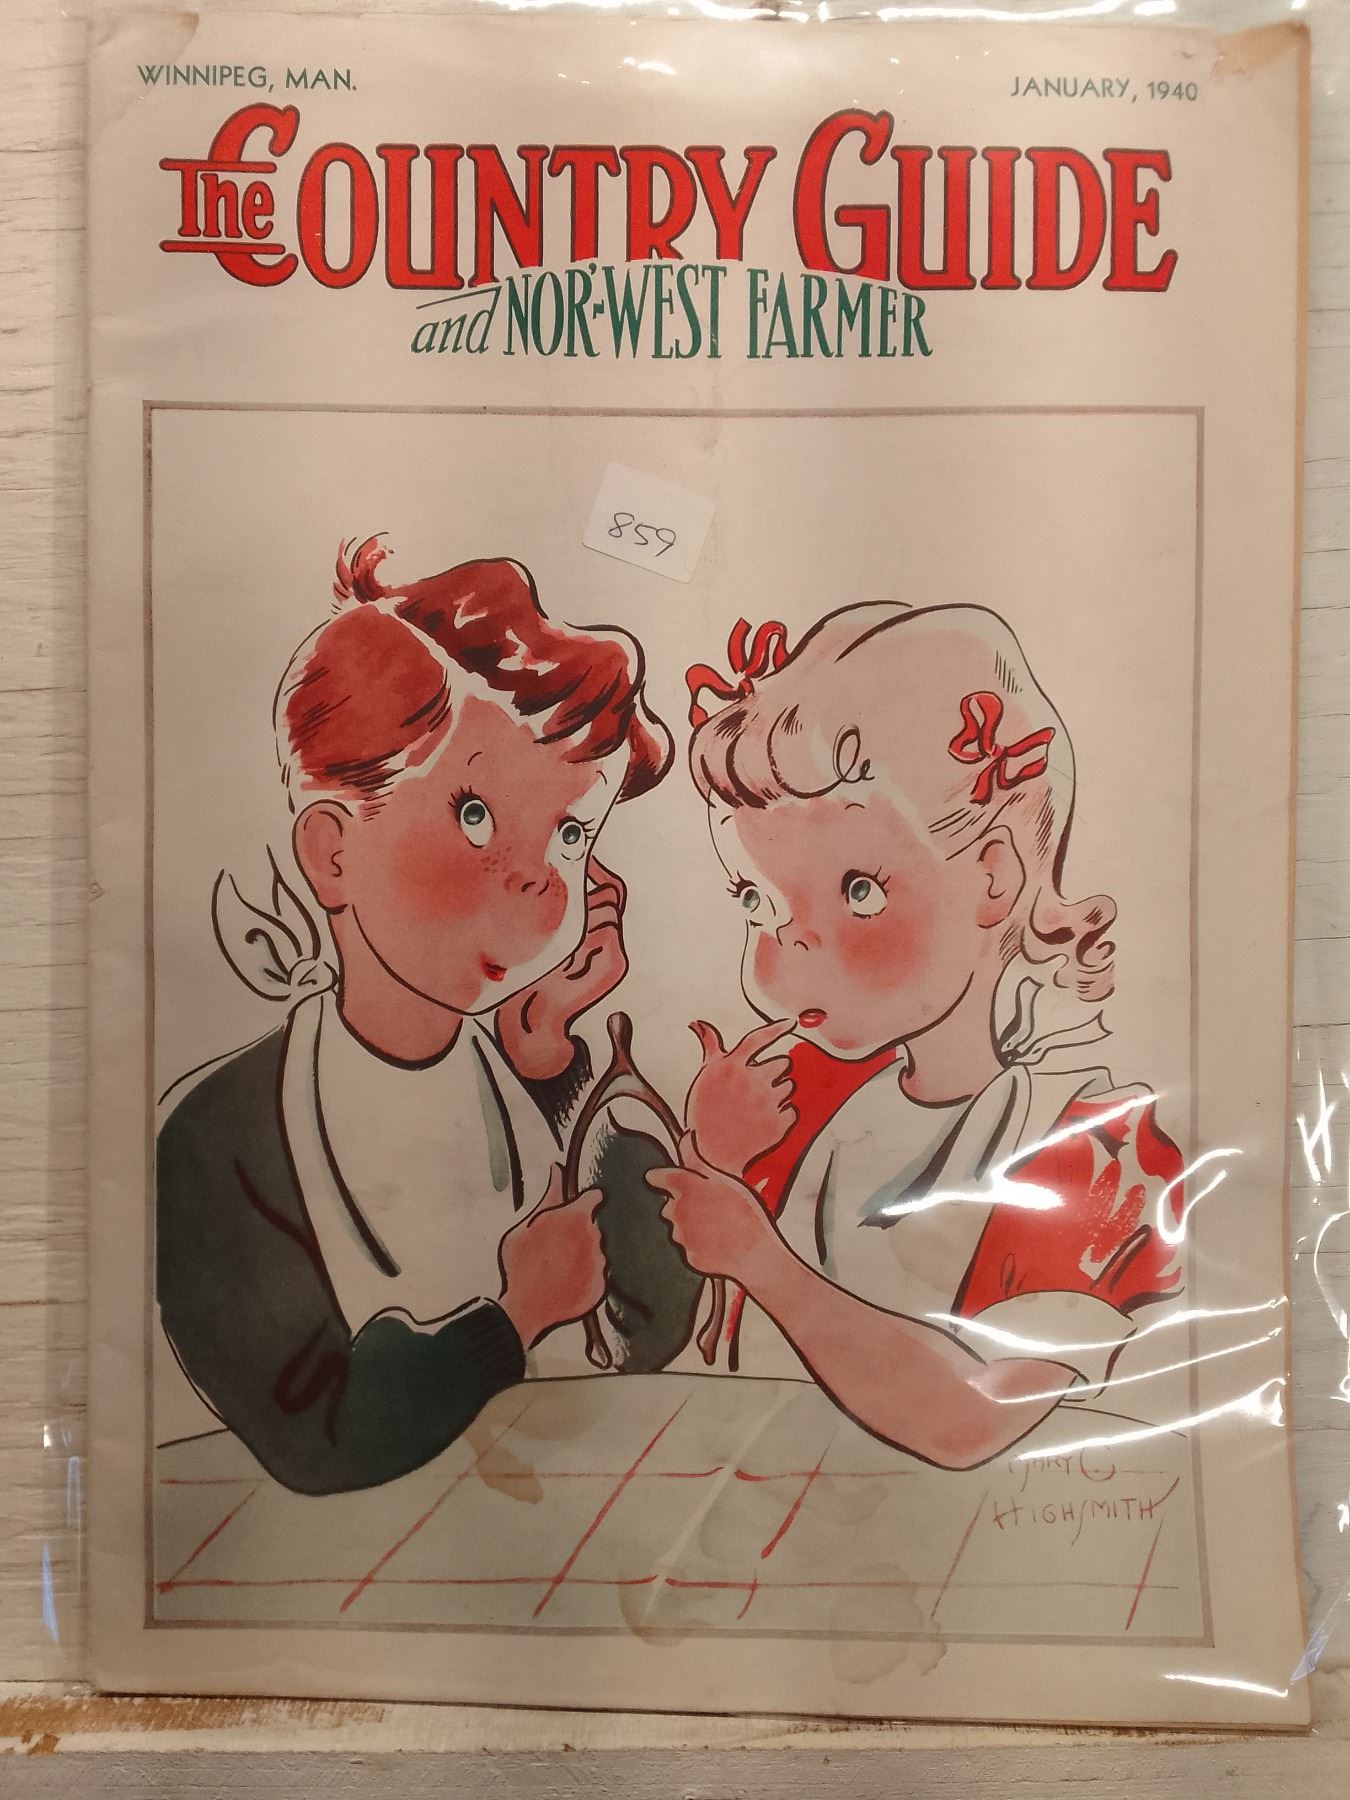 WINNIPEG, MAN.
JANUARY, 1940
The COUNTRY GUIDE
and NOR'-WEST FARMER
859
MARY C
HIGHSMITH